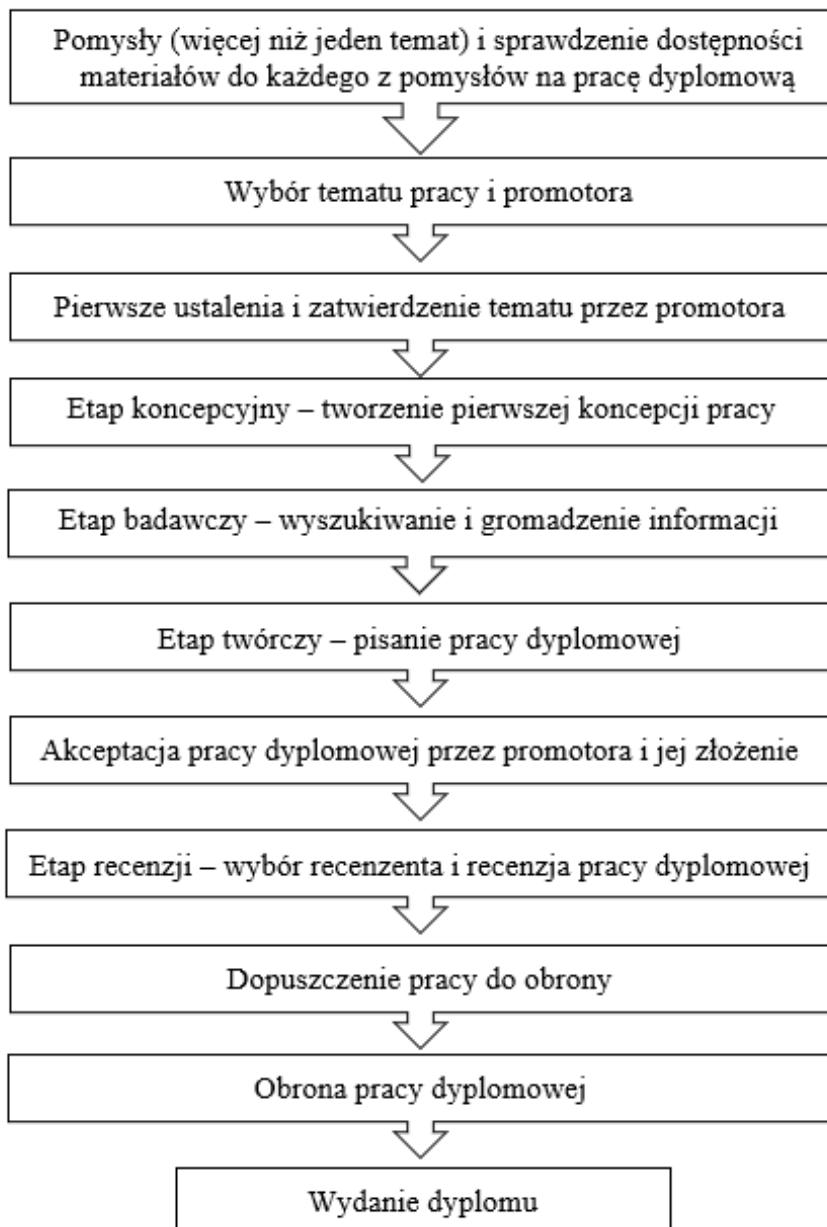 Pomysły (więcej niż jeden temat) i sprawdzenie dostępności
materiałów do każdego z pomysłów na pracę dyplomową
Wybór tematu pracy i promotora
Pierwsze ustalenia i zatwierdzenie tematu przez promotora
Etap koncepcyjny – tworzenie pierwszej koncepcji pracy
Etap badawczy – wyszukiwanie i gromadzenie informacji
Etap twórczy – pisanie pracy dyplomowej
Akceptacja pracy dyplomowej przez promotora i jej złożenie
Etap recenzji – wybór recenzenta i recenzja pracy dyplomowej
Dopuszczenie pracy do obrony
Obrona pracy dyplomowej
Wydanie dyplomu